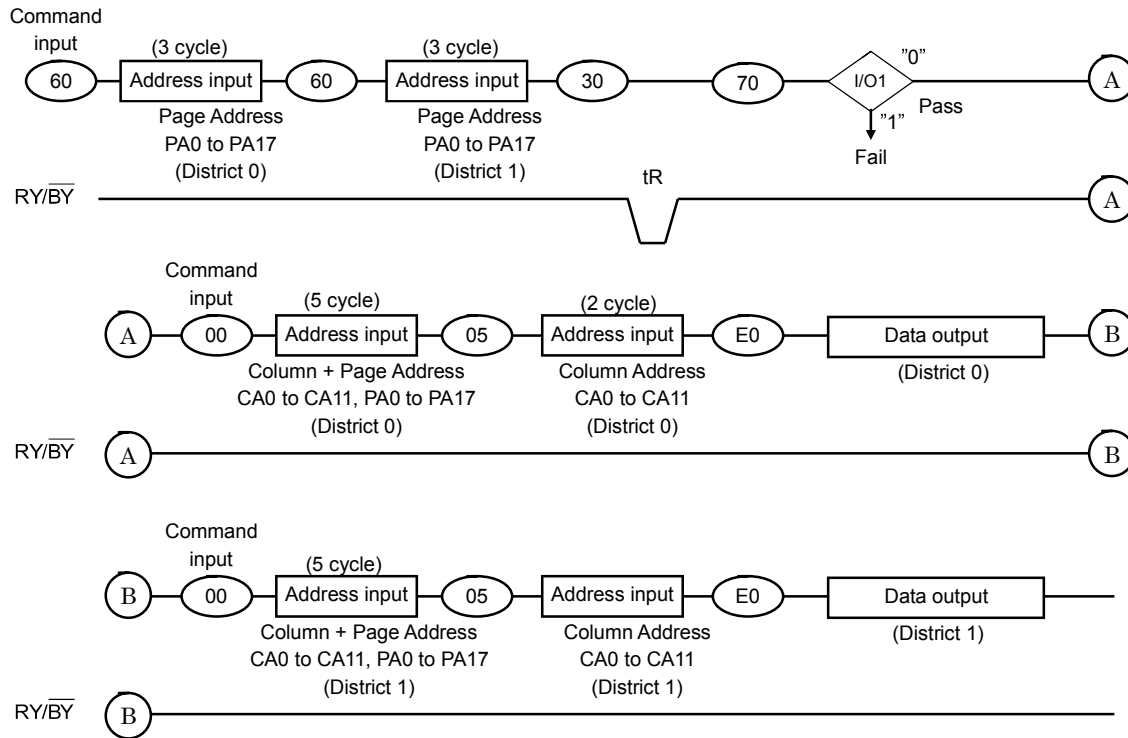 Command
input
(3 cycle) (3 cycle)
60 Address input 60 Address input 30 70 I/O1 ”0” A
Page Address Page Address Pass
PA0 to PA17 PA0 to PA17 ”1”
(District 0) (District 1) Fail
tR
RY/BY A
Command
input
(5 cycle) (2 cycle)
A 00 Address input 05 Address input E0 Data output B
Column + Page Address Column Address (District 0)
CA0 to CA11, PA0 to PA17 CA0 to CA11
(District 0) (District 0)
RY/BY A B
Command
input
(5 cycle)
B 00 Address input 05 Address input E0 Data output
Column + Page Address Column Address (District 1)
CA0 to CA11, PA0 to PA17 CA0 to CA11
(District 1) (District 1)
RY/BY B